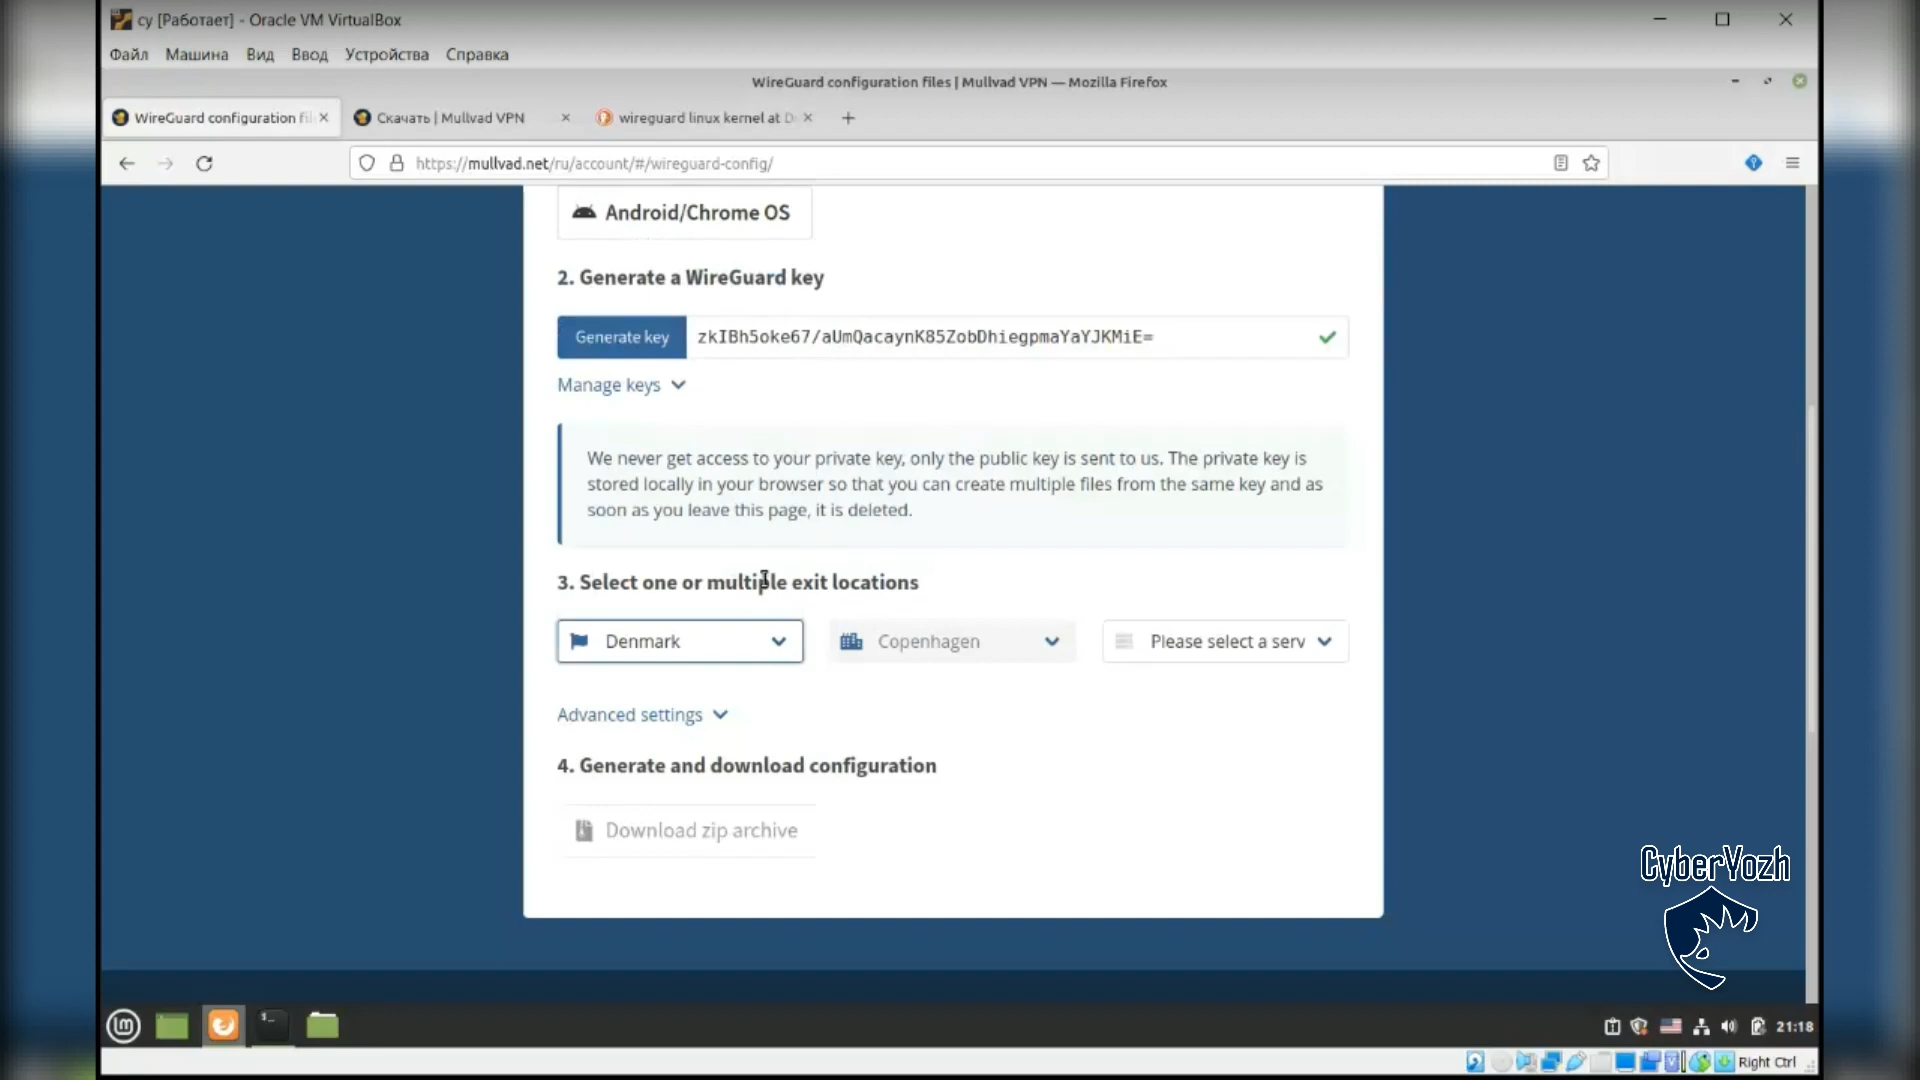 су [Работает] - Oracle VM VirtualBox
Файл Машина Вид Ввод Устройства Справка
WireGuard configuration files | Mullvad VPN — Mozilla Firefox
WireGuard configuration fil
Скачать | Mullvad VPN
wireguard linux kernel at D
https://mullvad.net/ru/account/#/wireguard-config/
Android/Chrome OS
2. Generate a WireGuard key
Generate key
zkIBh5oke67/aUmQacaynK85ZobDhiegpmaYaYJKMiE=
Manage keys
We never get access to your private key, only the public key is sent to us. The private key is
stored locally in your browser so that you can create multiple files from the same key and as
soon as you leave this page, it is deleted.
3. Select one or multiple exit locations
Denmark
Copenhagen
Please select a serv
Advanced settings
4. Generate and download configuration
Download zip archive
CyberYozh
21:18
Right Ctrl